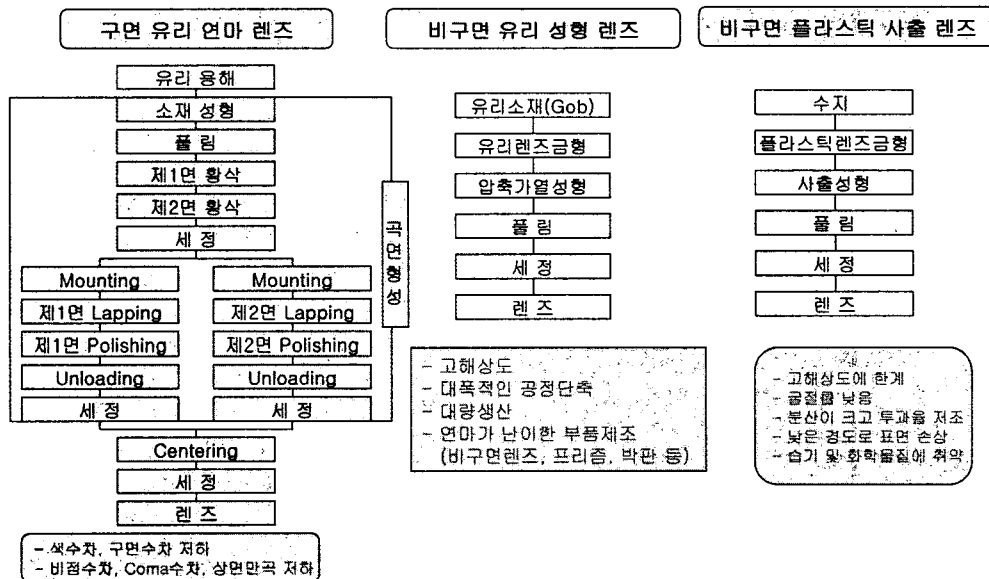 구면 유리 연마 렌즈
유리 용해
소재 성형
풀 림
제1면 황삭
제2면 황삭
세 정
Mounting
제1면 Lapping
제1면 Polishing
Unloading
세 정
Mounting
제2면 Lapping
제2면 Polishing
Unloading
세 정
곡면형성
Centering
세 정
렌 즈
- 색수차, 구면수차 저하
- 비점수차, Coma수차, 상면만곡 저하
비구면 유리 성형 렌즈
유리소재(Gob)
유리렌즈금형
압축가열성형
풀 림
세 정
렌 즈
- 고해상도
- 대폭적인 공정단축
- 대량생산
- 연마가 난이한 부품제조
(비구면렌즈, 프리즘, 박판 등)
비구면 플라스틱 사출 렌즈
수지
플라스틱렌즈금형
사출성형
풀 림
세 정
렌 즈
- 고해상도에 한계
- 굴절률 낮음
- 분산이 크고 투과율 저조
- 낮은 경도로 표면 손상
- 습기 및 화학물질에 취약